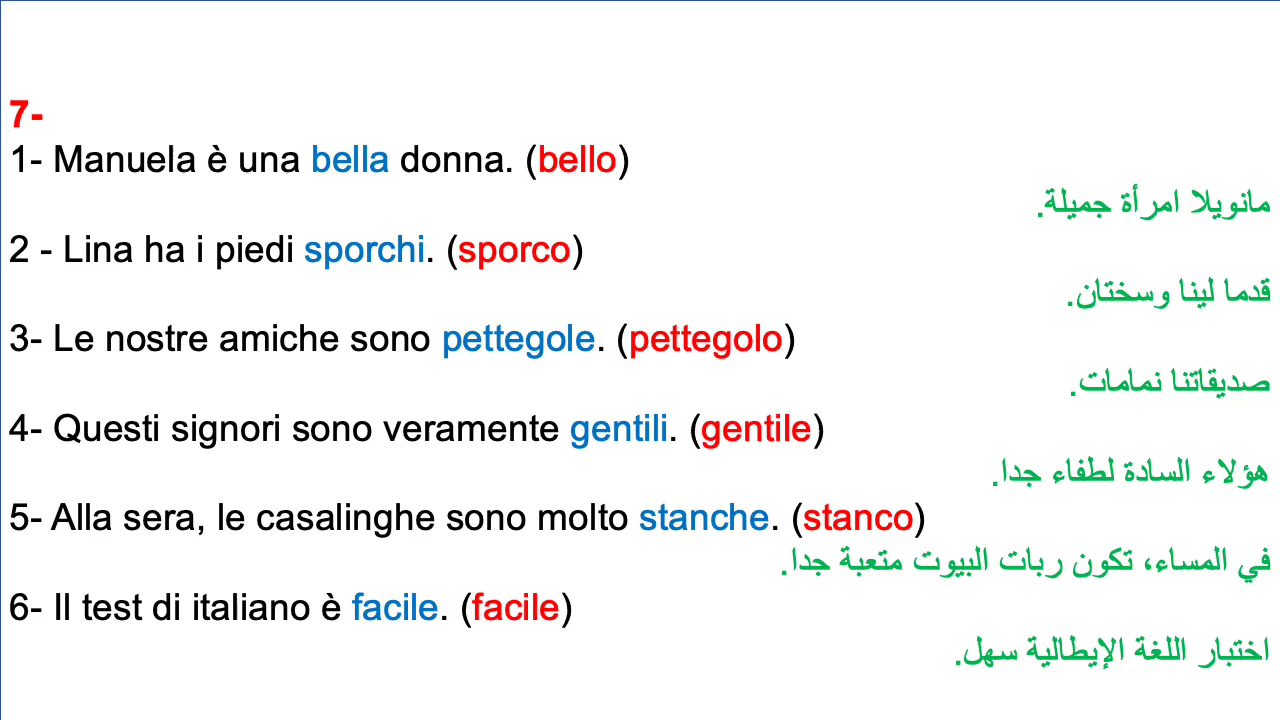 7-
1- Manuela è una bella donna. (bello)
مانويلا امرأة جميلة.
2 - Lina ha i piedi sporchi. (sporco)
قدما لينا وسختان.
3- Le nostre amiche sono pettegole. (pettegolo)
صديقاتنا نمامات.
4- Questi signori sono veramente gentili. (gentile)
هؤلاء السادة لطفاء جدا.
5- Alla sera, le casalinghe sono molto stanche. (stanco)
في المساء، تكون ربات البيوت متعبة جدا.
6- Il test di italiano è facile. (facile)
اختبار اللغة الإيطالية سهل.